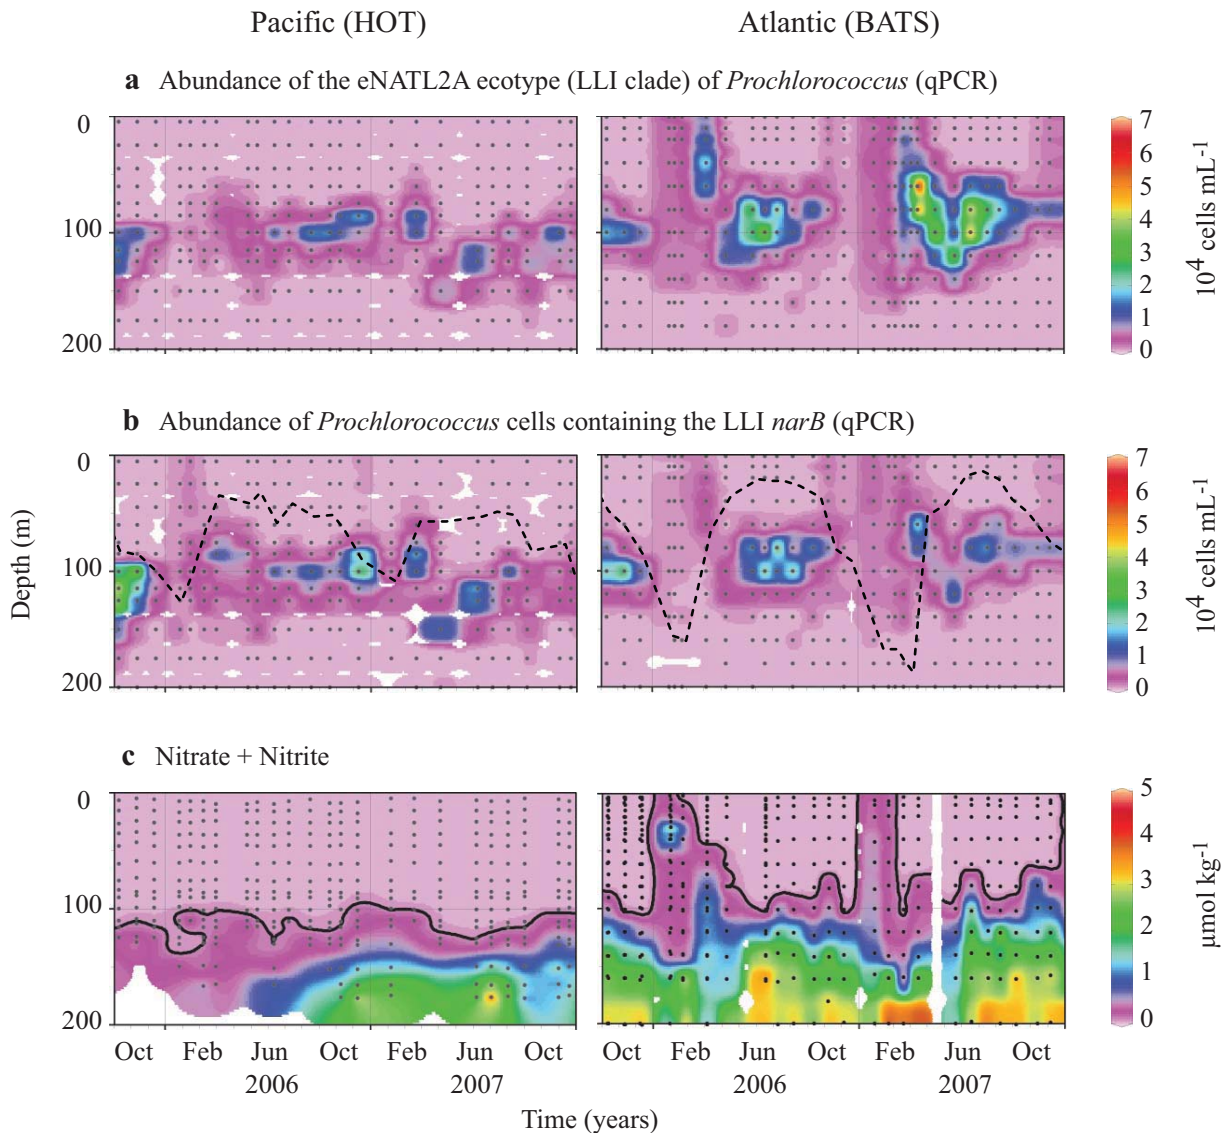 Pacific (HOT) Atlantic (BATS)
a Abundance of the eNATL2A ecotype (LLI clade) of Prochlorococcus (qPCR)
0
100
200
7
6
5
4
3
2
1
0
10⁴ cells mL⁻¹
b Abundance of Prochlorococcus cells containing the LLI narB (qPCR)
0
100
200
Depth (m)
7
6
5
4
3
2
1
0
10⁴ cells mL⁻¹
c Nitrate + Nitrite
0
100
200
5
4
3
2
1
0
µmol kg⁻¹
Oct Feb Jun Oct Feb Jun Oct Oct Feb Jun Oct Feb Jun Oct
2006 2007 2006 2007
Time (years)